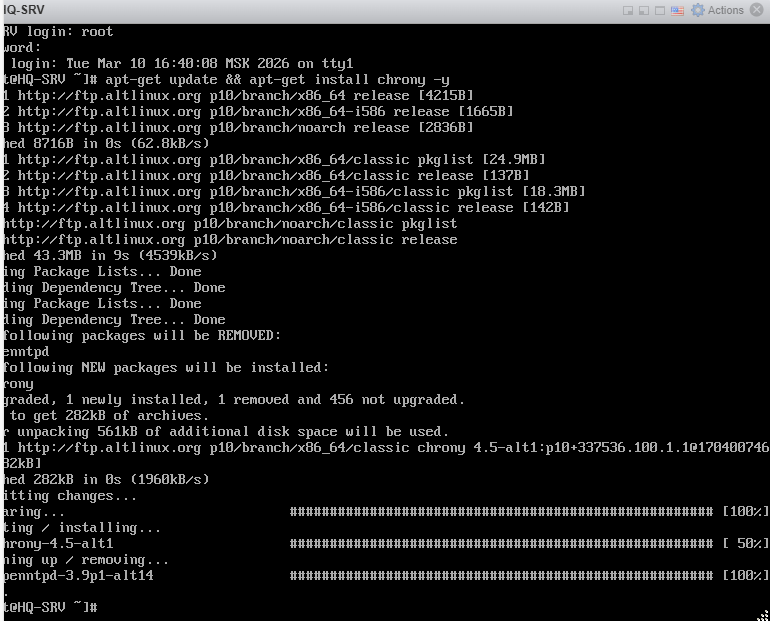 HQ-SRV
Actions
RV login: root
word:
 login: Tue Mar 10 16:40:08 MSK 2026 on tty1
t@HQ-SRV ~]# apt-get update && apt-get install chrony -y
1 http://ftp.altlinux.org p10/branch/x86_64 release [4215B]
2 http://ftp.altlinux.org p10/branch/x86_64-i586 release [1665B]
3 http://ftp.altlinux.org p10/branch/noarch release [2836B]
hed 8716B in 0s (62.8kB/s)
1 http://ftp.altlinux.org p10/branch/x86_64/classic pkglist [24.9MB]
2 http://ftp.altlinux.org p10/branch/x86_64/classic release [137B]
3 http://ftp.altlinux.org p10/branch/x86_64-i586/classic pkglist [18.3MB]
4 http://ftp.altlinux.org p10/branch/x86_64-i586/classic release [142B]
http://ftp.altlinux.org p10/branch/noarch/classic pkglist
http://ftp.altlinux.org p10/branch/noarch/classic release
hed 43.3MB in 9s (4539kB/s)
ing Package Lists... Done
ding Dependency Tree... Done
ing Package Lists... Done
ding Dependency Tree... Done
following packages will be REMOVED:
enntpd
following NEW packages will be installed:
rony
graded, 1 newly installed, 1 removed and 456 not upgraded.
 to get 282kB of archives.
r unpacking 561kB of additional disk space will be used.
1 http://ftp.altlinux.org p10/branch/x86_64/classic chrony 4.5-alt1:p10+337536.100.1.1@170400746
82kB]
hed 282kB in 0s (1960kB/s)
itting changes...
aring... ##################################################### [100%]
ting / installing...
hrony-4.5-alt1 ##################################################### [ 50%]
ning up / removing...
penntpd-3.9p1-alt14 ##################################################### [100%]
.
t@HQ-SRV ~]#